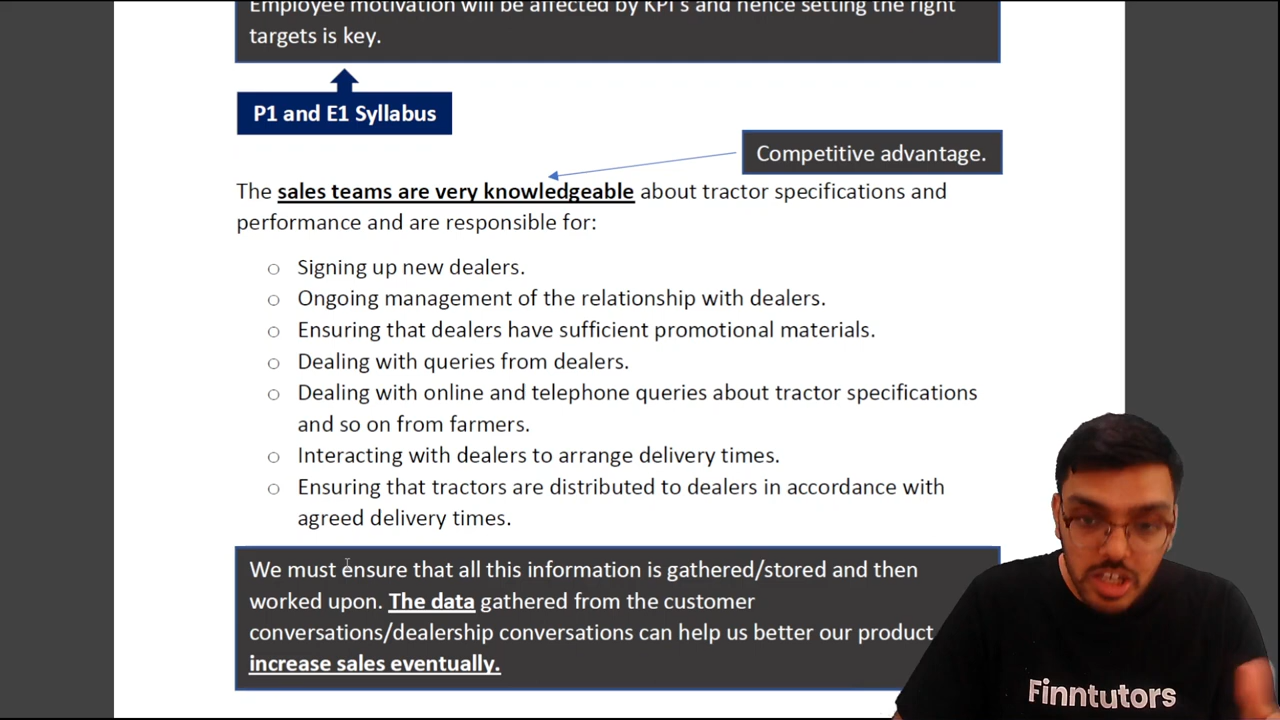 Employee motivation will be affected by KPI's and hence setting the right
targets is key.
P1 and E1 Syllabus
Competitive advantage.
The sales teams are very knowledgeable about tractor specifications and
performance and are responsible for:
○ Signing up new dealers.
○ Ongoing management of the relationship with dealers.
○ Ensuring that dealers have sufficient promotional materials.
○ Dealing with queries from dealers.
○ Dealing with online and telephone queries about tractor specifications
and so on from farmers.
○ Interacting with dealers to arrange delivery times.
○ Ensuring that tractors are distributed to dealers in accordance with
agreed delivery times.
We must ensure that all this information is gathered/stored and then
worked upon. The data gathered from the customer
conversations/dealership conversations can help us better our product
increase sales eventually.
Finntutors